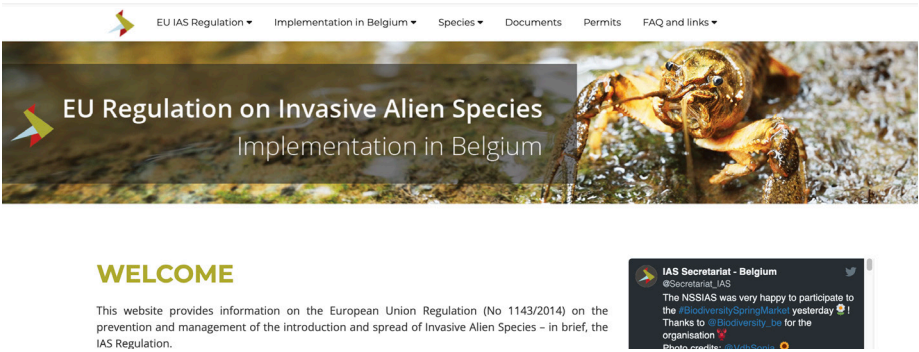 EU IAS Regulation ▾ Implementation in Belgium ▾ Species ▾ Documents Permits FAQ and links ▾
EU Regulation on Invasive Alien Species
Implementation in Belgium
WELCOME
This website provides information on the European Union Regulation (No 1143/2014) on the
prevention and management of the introduction and spread of Invasive Alien Species – in brief, the
IAS Regulation.
IAS Secretariat - Belgium
@Secretariat_IAS
The NSSIAS was very happy to participate to
the #BiodiversitySpringMarket yesterday !
Thanks to @Biodiversity_be for the
organisation
Photo credits: @VdhSonia